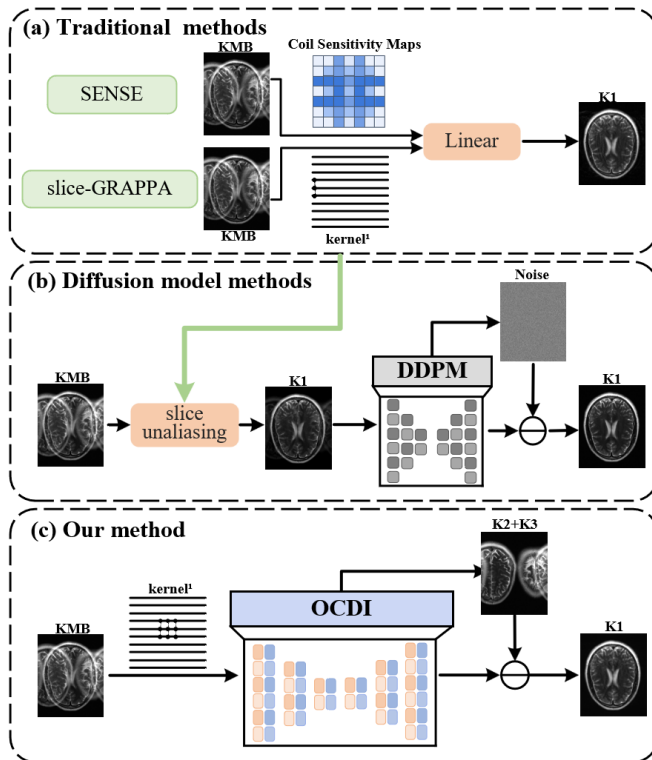 (a) Traditional methods
KMB
Coil Sensitivity Maps
SENSE
K1
Linear
slice-GRAPPA
KMB
kernel¹
(b) Diffusion model methods
Noise
KMB
K1
DDPM
K1
slice
unaliasing
(c) Our method
K2+K3
kernel¹
KMB
OCDI
K1